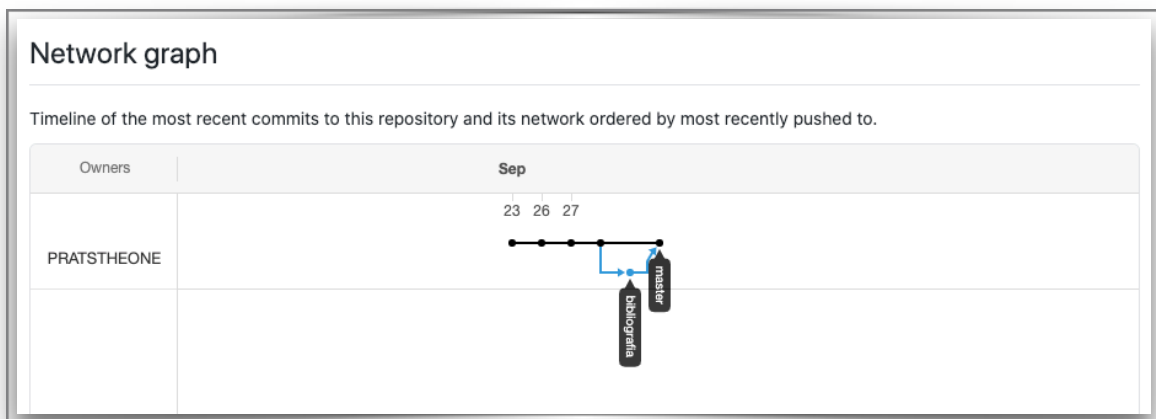 Network graph
Timeline of the most recent commits to this repository and its network ordered by most recently pushed to.
Owners Sep
23 26 27
PRATSTHEONE
master
bibliografia